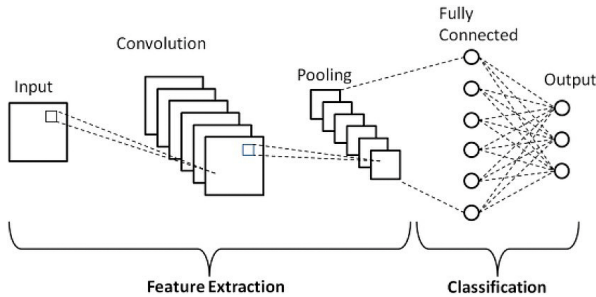 Input
Convolution
Pooling
Fully
Connected
Output
Feature Extraction
Classification